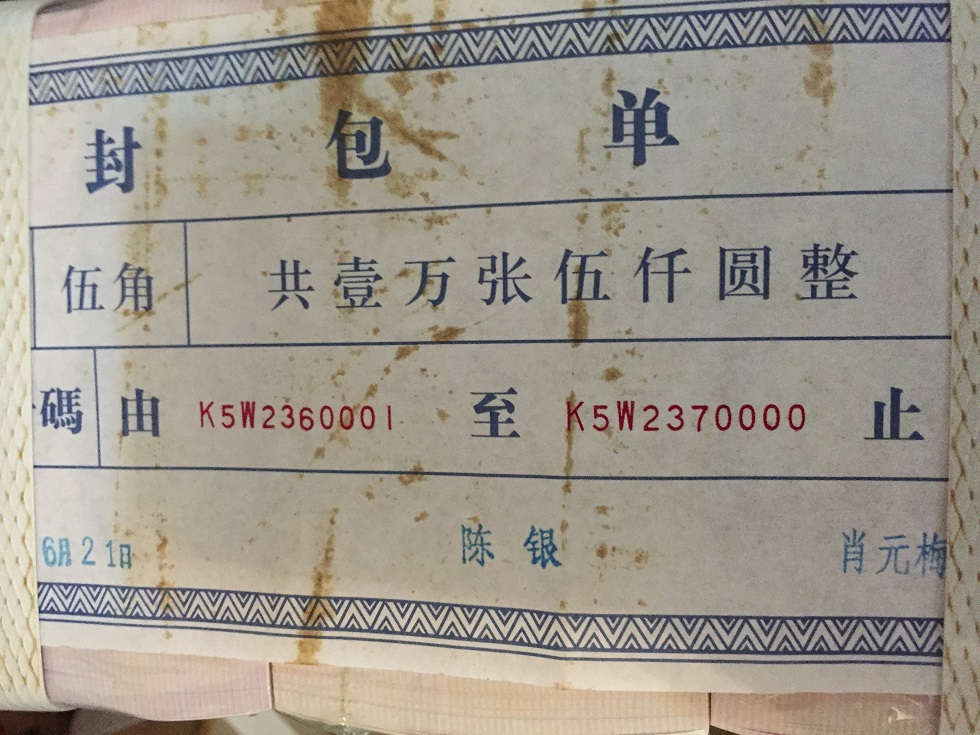 封包单
伍角 共壹万张伍仟圆整
碼 由 K5W2360001 至 K5W2370000 止
6月21日 陈银 肖元梅